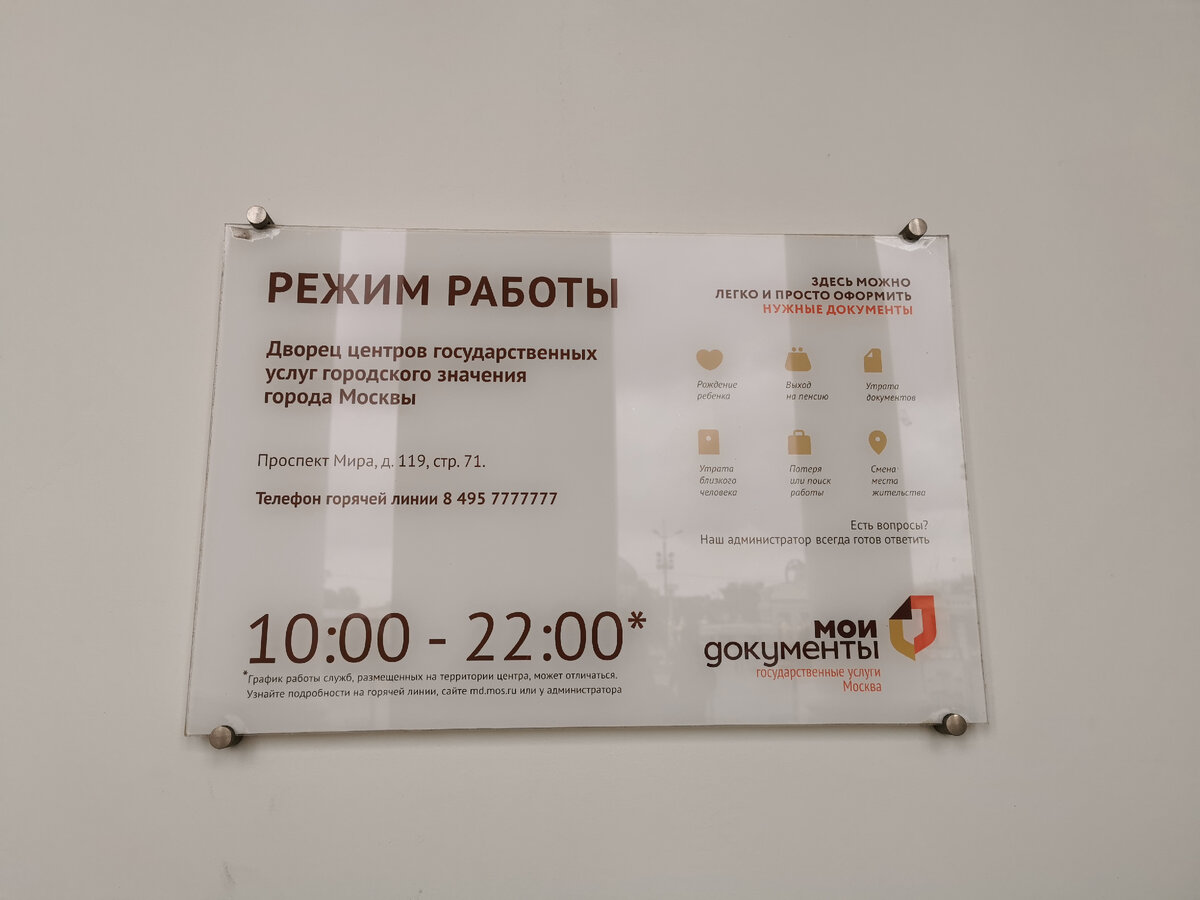 РЕЖИМ РАБОТЫ
Дворец центров государственных
услуг городского значения
города Москвы
Проспект Мира, д. 119, стр. 71.
Телефон горячей линии 8 495 7777777
10:00 - 22:00*
*График работы служб, размещенных на территории центра, может отличаться.
Узнайте подробности на горячей линии, сайте md.mos.ru или у администратора
ЗДЕСЬ МОЖНО
ЛЕГКО И ПРОСТО ОФОРМИТЬ
НУЖНЫЕ ДОКУМЕНТЫ
Рождение
ребенка
Выход
на пенсию
Утрата
документов
Утрата
близкого
человека
Потеря
или поиск
работы
Смена
места
жительства
Есть вопросы?
Наш администратор всегда готов ответить
мои
документы
государственные услуги
Москва